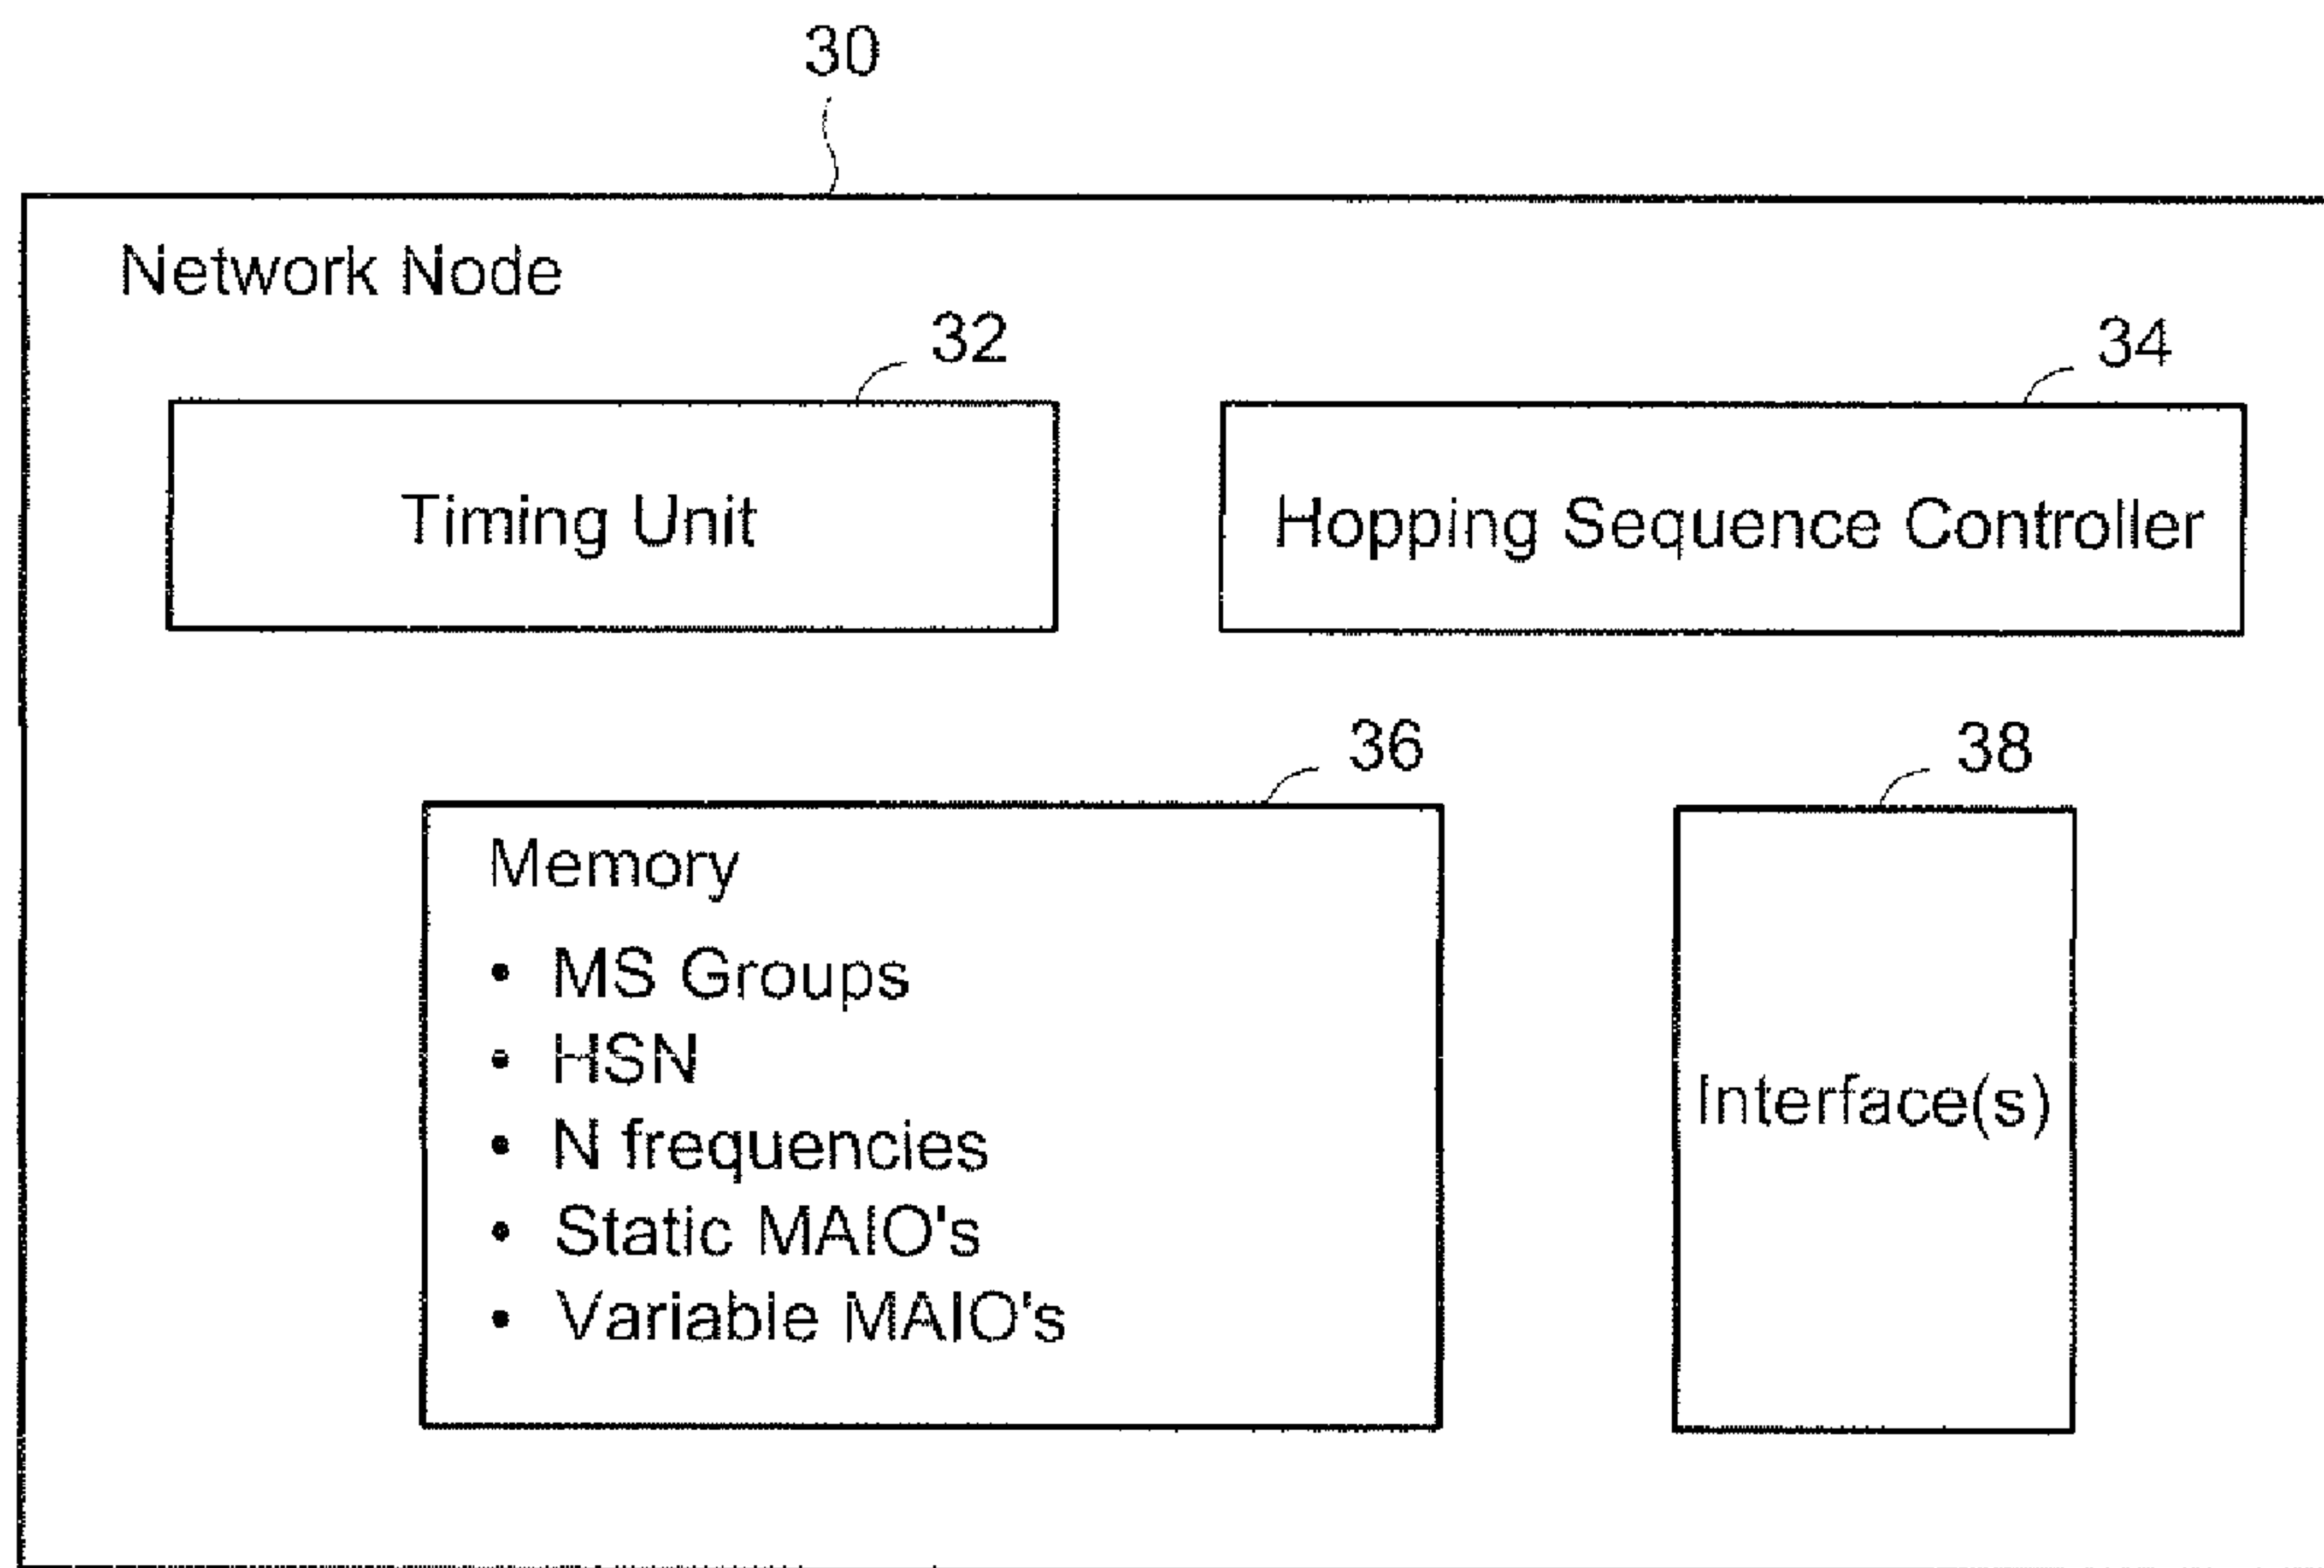 30
Network Node
32
34
Timing Unit
Hopping Sequence Controller
36
38
Memory
• MS Groups
• HSN
• N frequencies
• Static MAIO's
• Variable MAIO's
Interface(s)